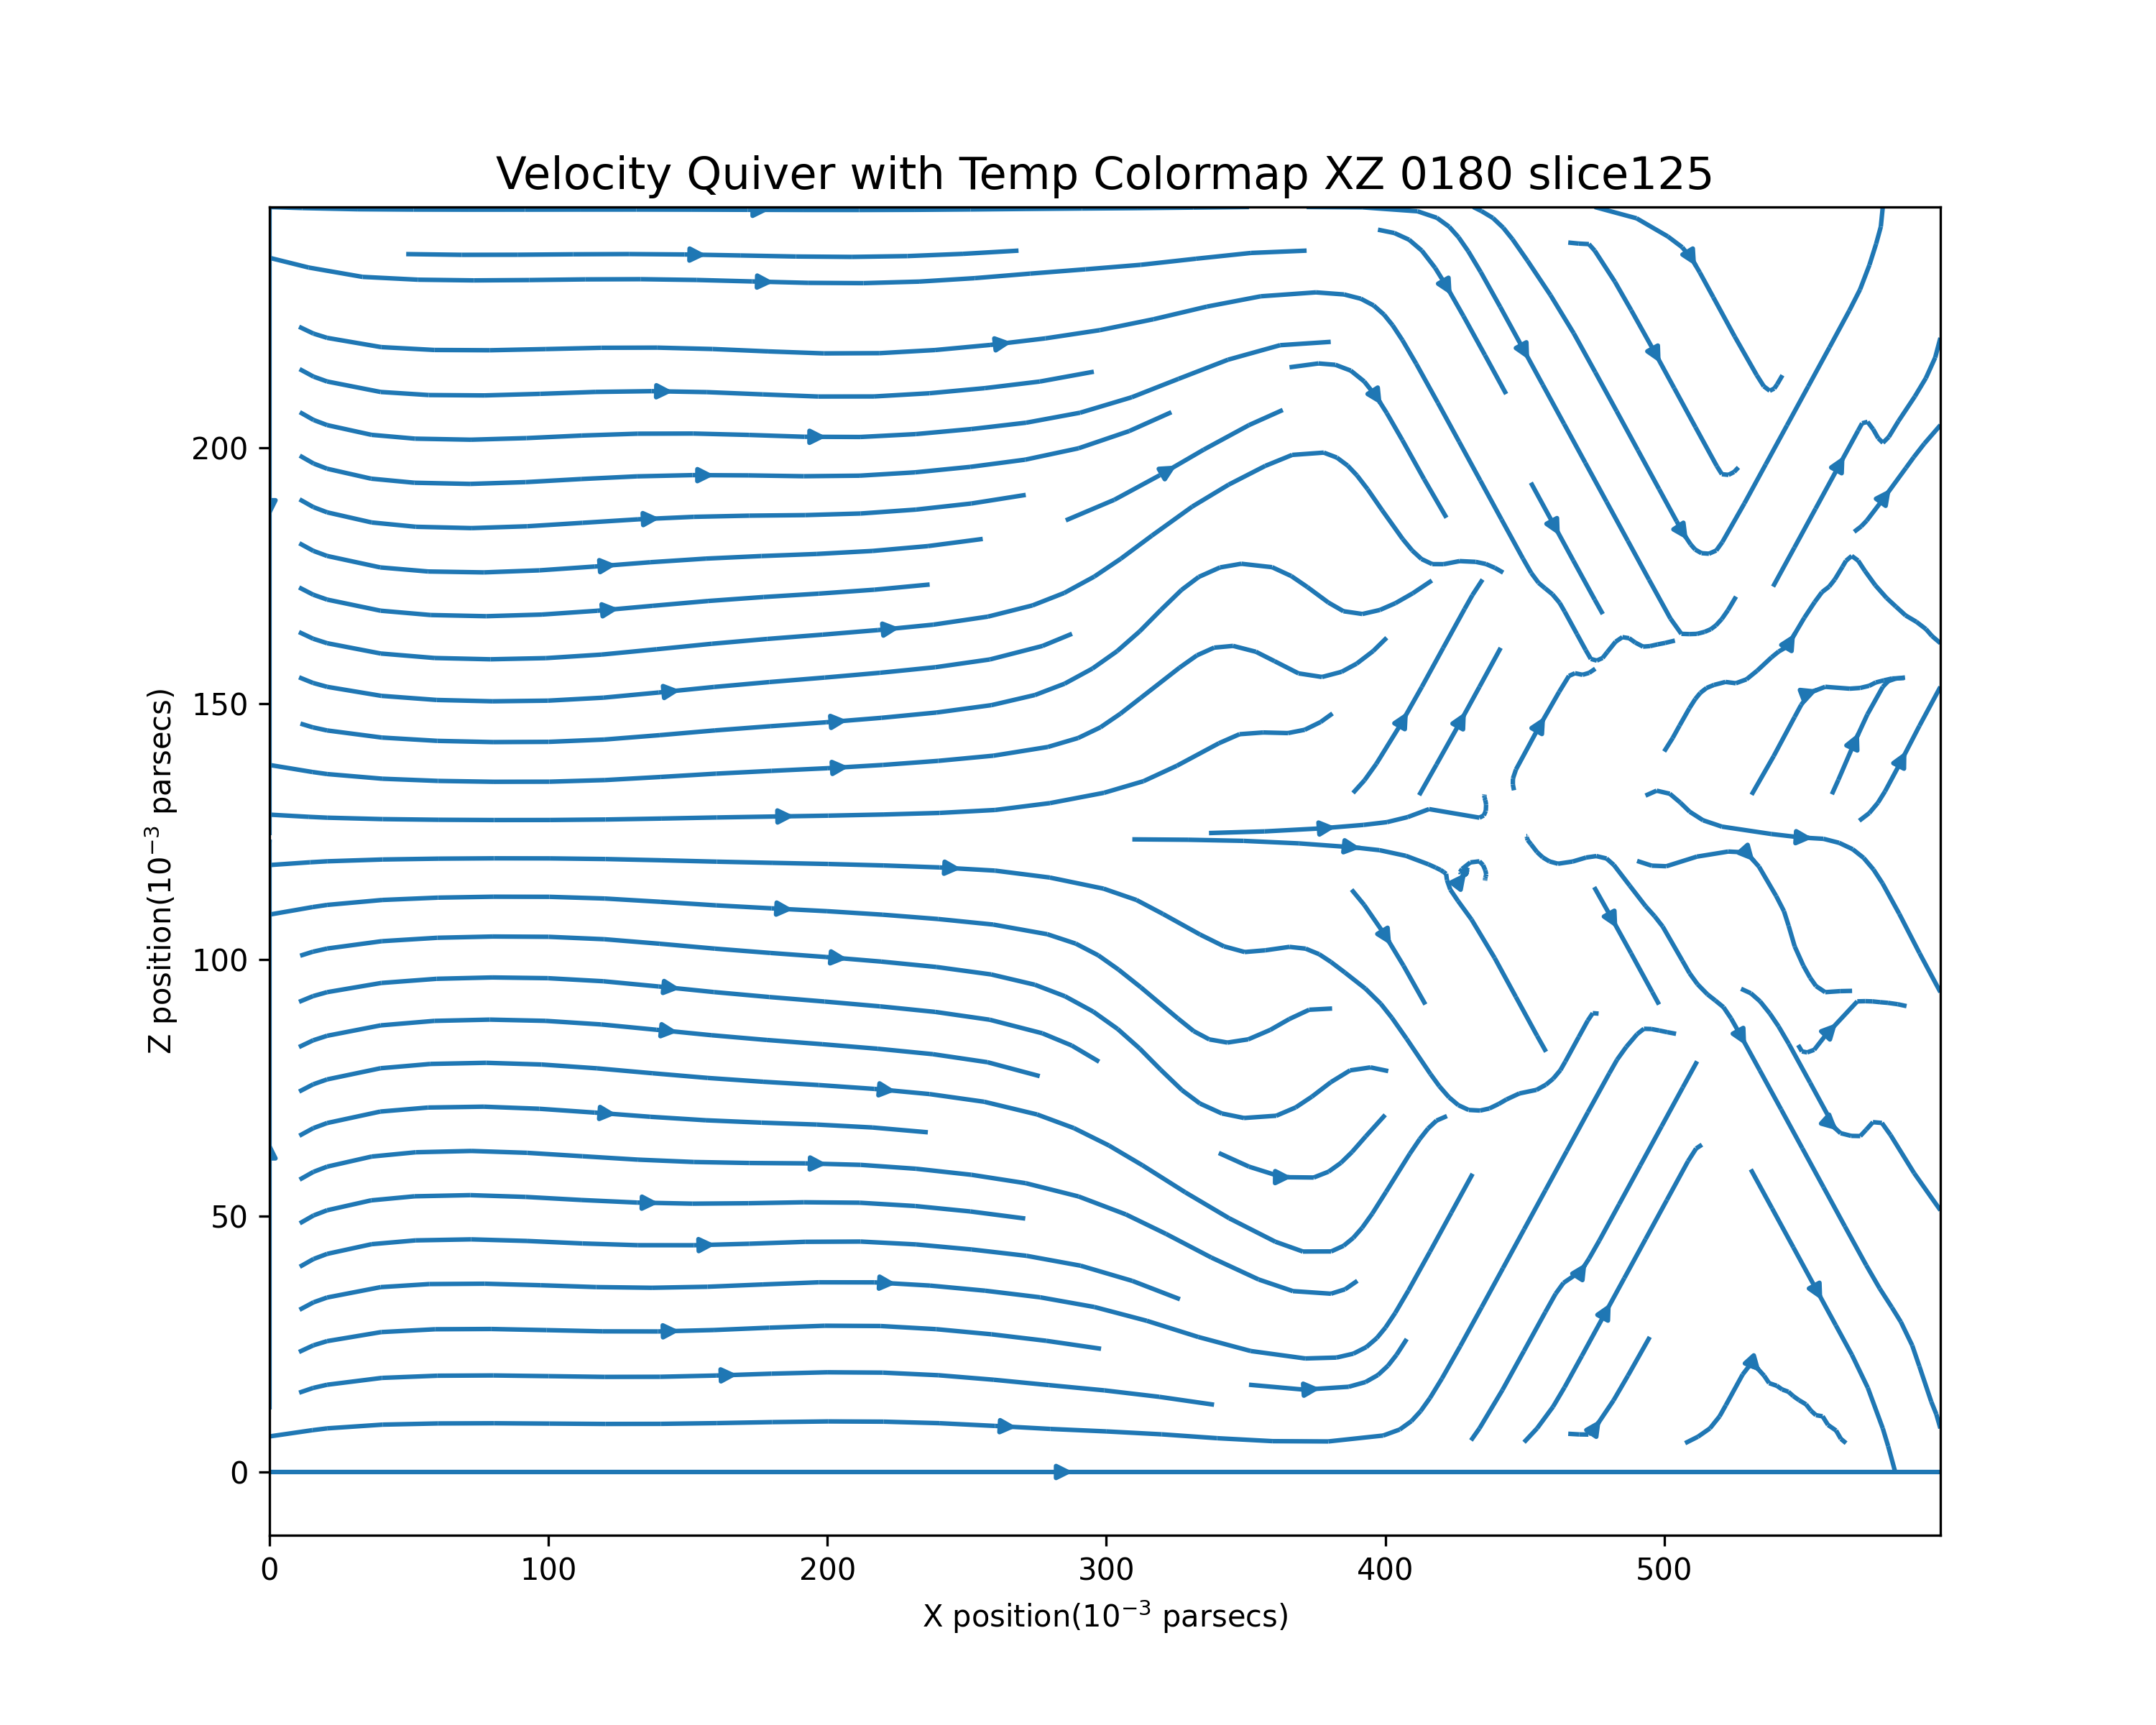 Velocity Quiver with Temp Colormap XZ 0180 slice125
Z position(10⁻³ parsecs)
200
150
100
50
0
0 100 200 300 400 500
X position(10⁻³ parsecs)